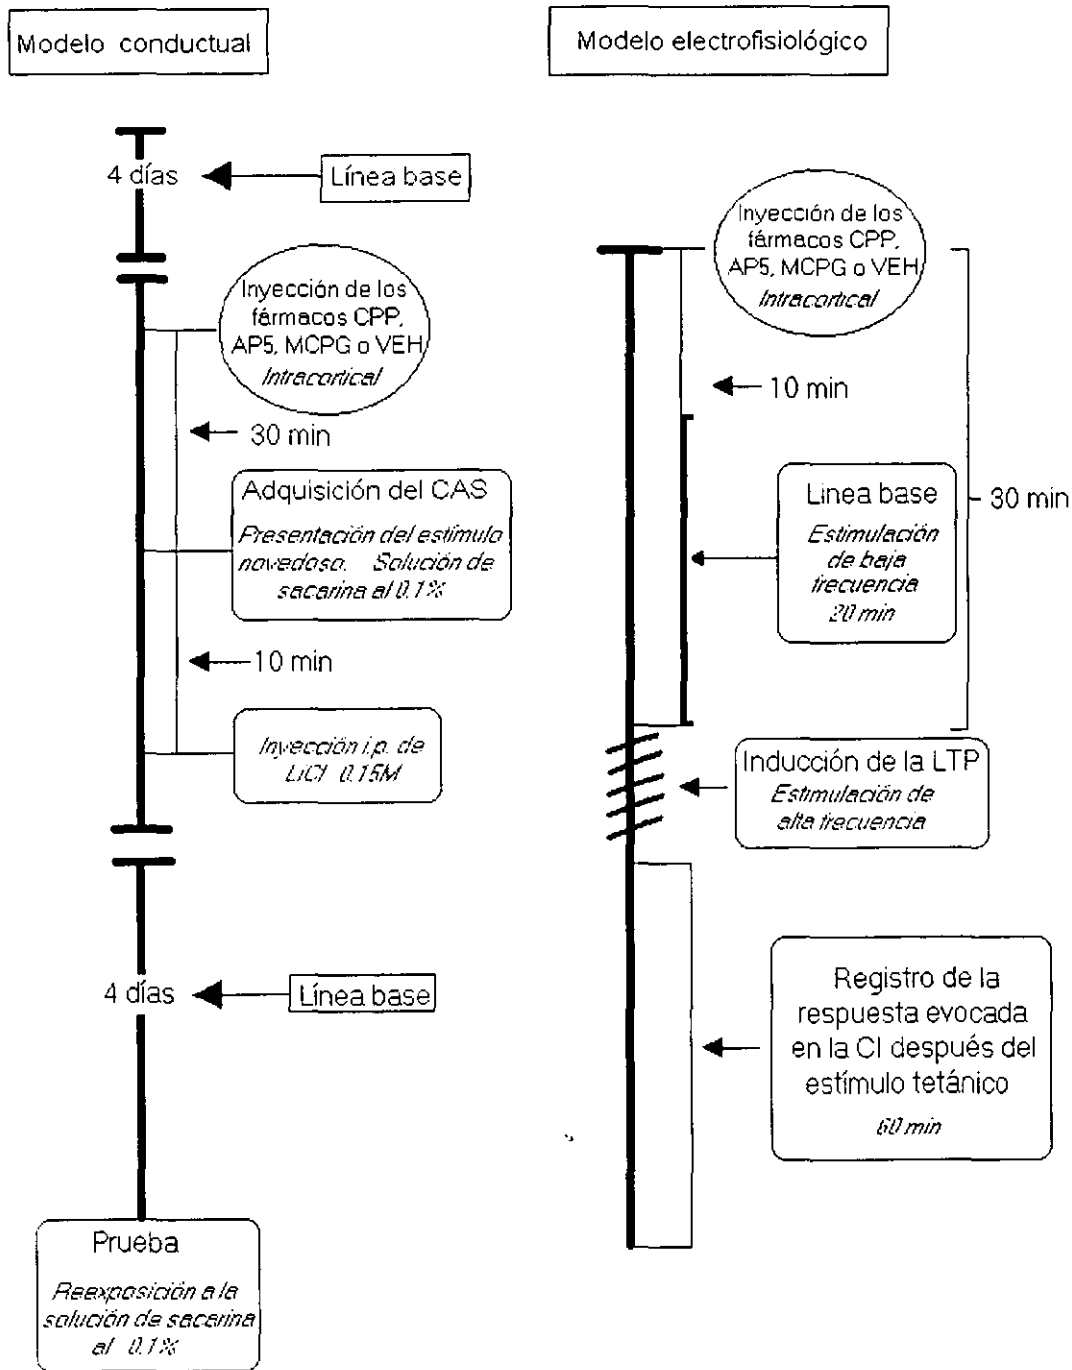 Modelo conductual
4 días
Línea base
Inyección de los
fármacos CPP,
AP5, MCPG o VEH
Intracortical
30 min
Adquisición del CAS
Presentación del estímulo
novedoso. Solución de
sacarina al 0.1%
10 min
Inyección i.p. de
LiCl 0.15M
4 días
Línea base
Prueba
Reexposición a la
solución de sacarina
al 0.1%
Modelo electrofisiológico
Inyección de los
fármacos CPP,
AP5, MCPG o VEH
Intracortical
10 min
Linea base
Estimulación
de baja
frecuencia
20 min
30 min
Inducción de la LTP
Estimulación de
alta frecuencia
Registro de la
respuesta evocada
en la CI después del
estímulo tetánico
60 min